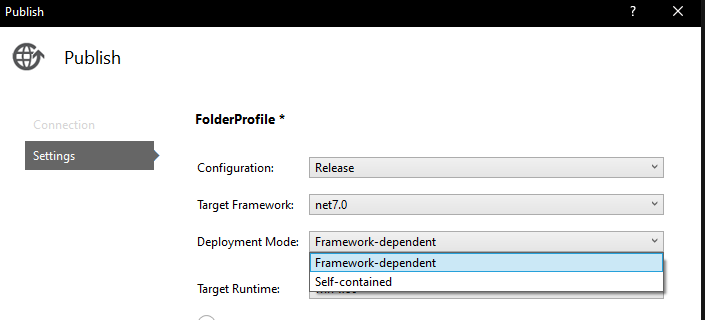 Publish
?
Publish
Connection
Settings
FolderProfile *
Configuration: Release
Target Framework: net7.0
Deployment Mode: Framework-dependent
Framework-dependent
Self-contained
Target Runtime: